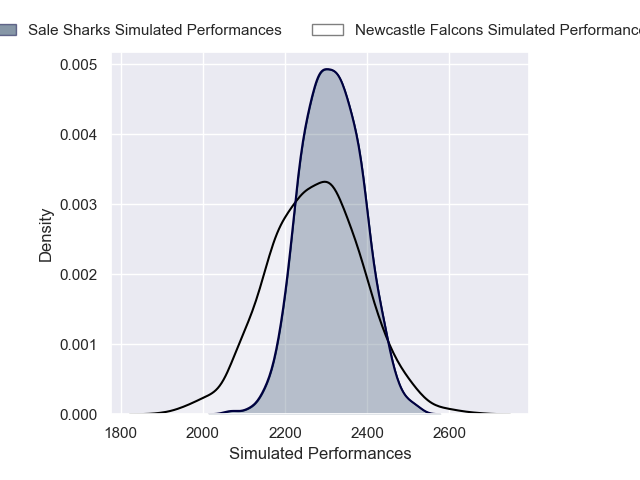 Sale Sharks Simulated Performances
Newcastle Falcons Simulated Performance
0.005
0.004
0.003
0.002
0.001
0.000
Density
1800 2000 2200 2400 2600
Simulated Performances